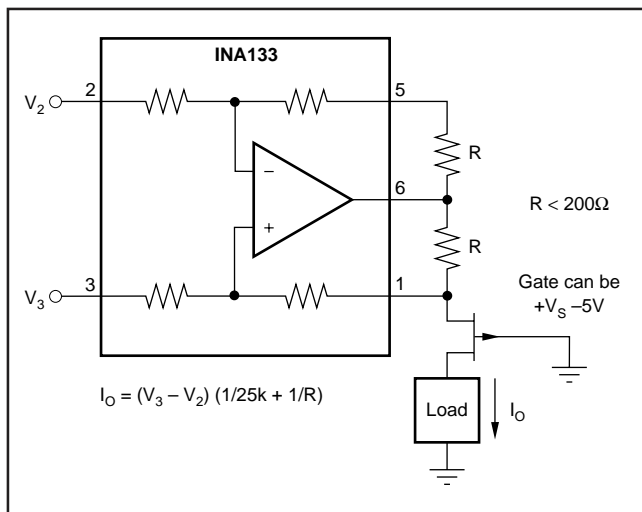 INA133
V2
2
5
R
−
6
R < 200Ω
+
R
V3
3
1
Gate can be
+VS –5V
IO = (V3 – V2) (1/25k + 1/R)
Load
IO